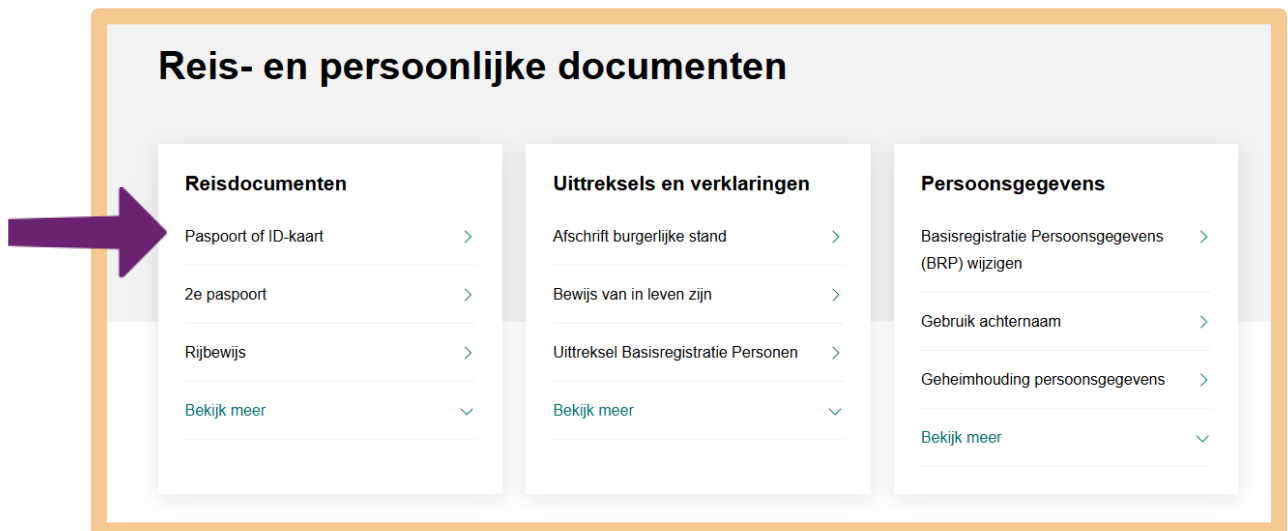 Reis- en persoonlijke documenten
Reisdocumenten
Paspoort of ID-kaart
2e paspoort
Rijbewijs
Bekijk meer
Uittreksels en verklaringen
Afschrift burgerlijke stand
Bewijs van in leven zijn
Uittreksel Basisregistratie Personen
Bekijk meer
Persoonsgegevens
Basisregistratie Persoonsgegevens
(BRP) wijzigen
Gebruik achternaam
Geheimhouding persoonsgegevens
Bekijk meer